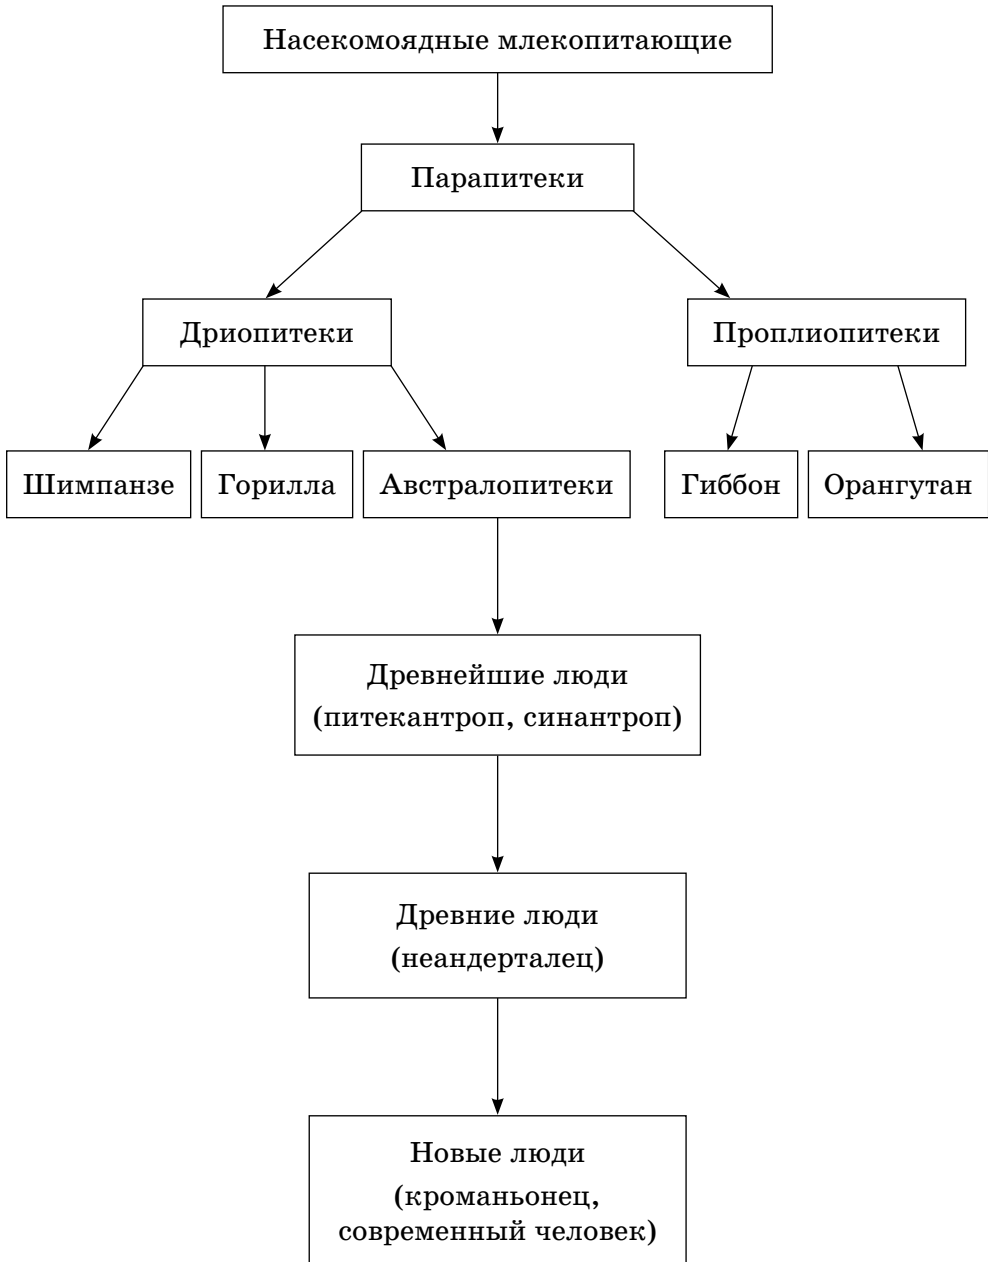 Насекомоядные млекопитающие
Парапитеки
Дриопитеки
Проплиопитеки
Шимпанзе
Горилла
Австралопитеки
Гиббон
Орангутан
Древнейшие люди
(питекантроп, синантроп)
Древние люди
(неандерталец)
Новые люди
(кроманьонец,
современный человек)